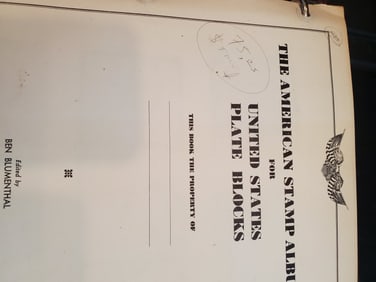 THE AMERICAN STAMP ALBU
FOR
UNITED STATES
PLATE BLOCKS
THIS BOOK THE PROPERTY OF
Edited by
BEN BLUMENTHAL